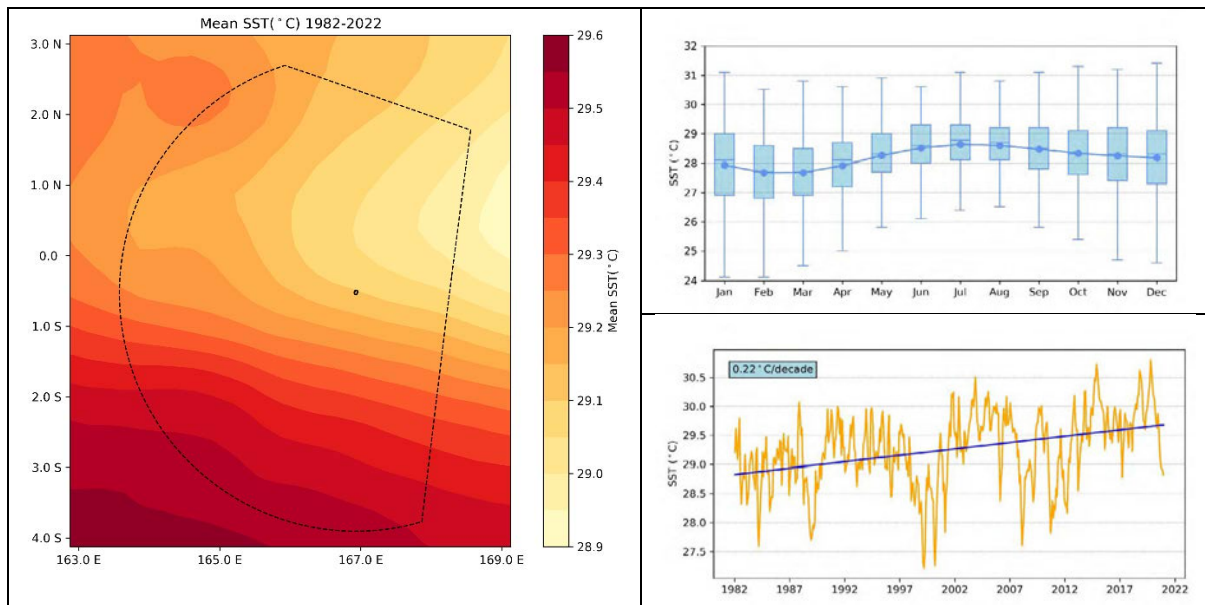 Mean SST(°C) 1982-2022
3.0 N
2.0 N
1.0 N
0.0
1.0 S
2.0 S
3.0 S
4.0 S
163.0 E
165.0 E
167.0 E
169.0 E
29.6
29.5
29.4
29.3
29.2
29.1
29.0
28.9
Mean SST(°C)
32
31
30
29
28
27
26
25
24
SST (°C)
Jan
Feb
Mar
Apr
May
Jun
Jul
Aug
Sep
Oct
Nov
Dec
0.22°C/decade
30.5
30.0
29.5
29.0
28.5
28.0
27.5
SST (°C)
1982
1987
1992
1997
2002
2007
2012
2017
2022